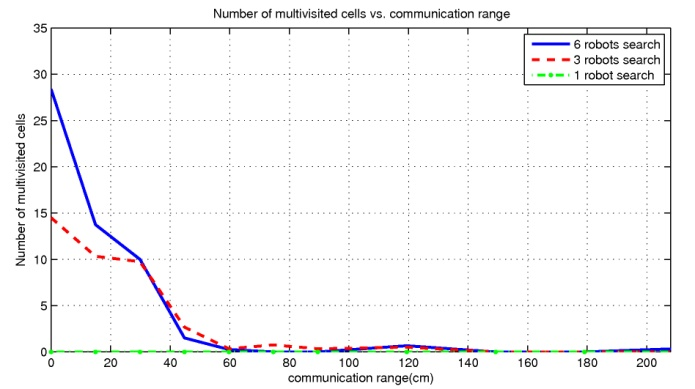 Number of multivisited cells vs. communication range
35
30
25
20
15
10
5
0
Number of multivisited cells
6 robots search
3 robots search
1 robot search
0 20 40 60 80 100 120 140 160 180 200
communication range(cm)